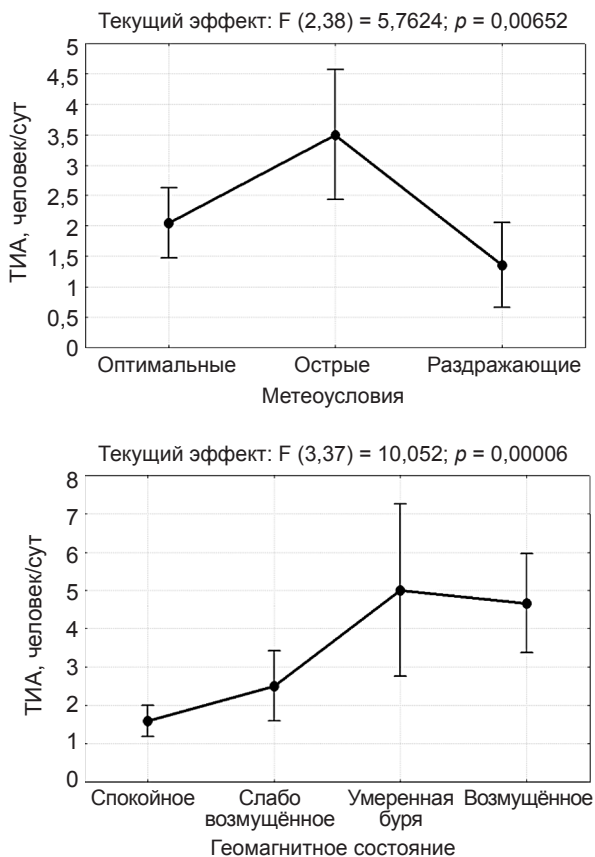 Текущий эффект: F (2,38) = 5,7624; p = 0,00652
5
4,5
4
3,5
3
2,5
2
1,5
1
0,5
0
ТИА, человек/сут
Оптимальные Острые Раздражающие
Метеоусловия
Текущий эффект: F (3,37) = 10,052; p = 0,00006
8
7
6
5
4
3
2
1
0
ТИА, человек/сут
Спокойное Слабо Умеренная Возмущённое
возмущённое буря
Геомагнитное состояние